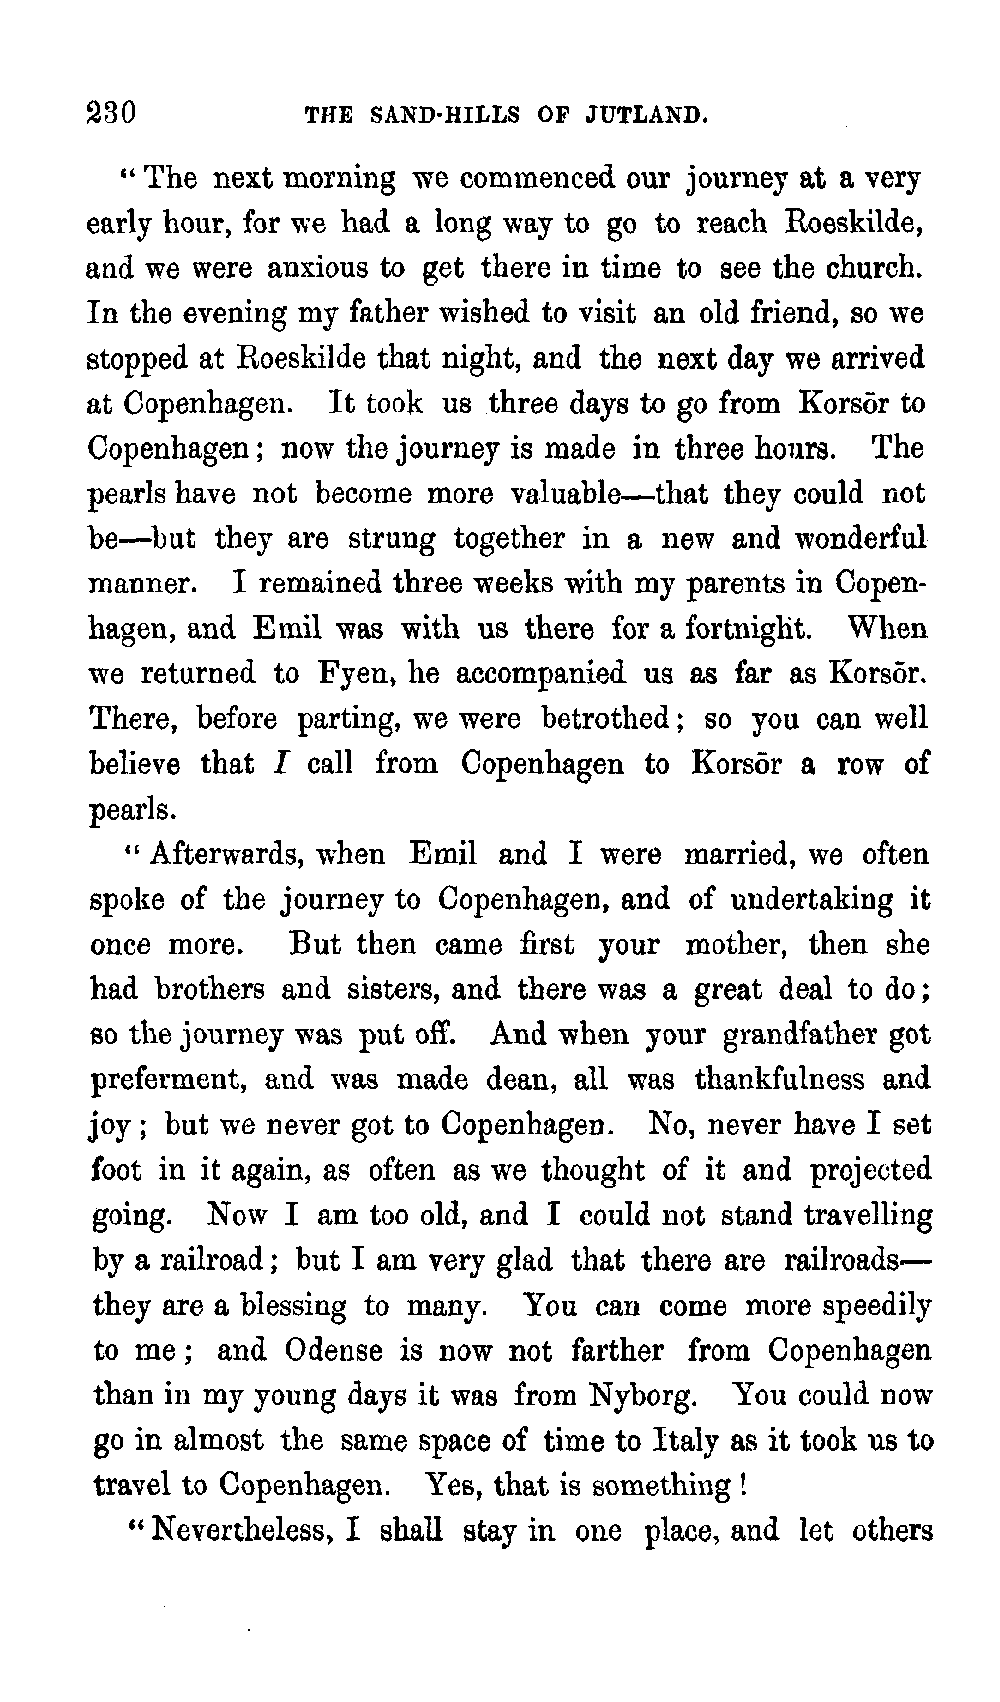 230 THE SAND-HILLS OF JUTLAND.
“ The next morning we commenced our journey at a very
early hour, for we had a long way to go to reach Roeskilde,
and we were anxious to get there in time to see the church.
In the evening my father wished to visit an old friend, so we
stopped at Roeskilde that night, and the next day we arrived
at Copenhagen. It took us three days to go from Korsör to
Copenhagen; now the journey is made in three hours. The
pearls have not become more valuable—that they could not
be—but they are strung together in a new and wonderful
manner. I remained three weeks with my parents in Copen-
hagen, and Emil was with us there for a fortnight. When
we returned to Fyen, he accompanied us as far as Korsör.
There, before parting, we were betrothed; so you can well
believe that I call from Copenhagen to Korsör a row of
pearls.
“ Afterwards, when Emil and I were married, we often
spoke of the journey to Copenhagen, and of undertaking it
once more. But then came first your mother, then she
had brothers and sisters, and there was a great deal to do;
so the journey was put off. And when your grandfather got
preferment, and was made dean, all was thankfulness and
joy; but we never got to Copenhagen. No, never have I set
foot in it again, as often as we thought of it and projected
going. Now I am too old, and I could not stand travelling
by a railroad; but I am very glad that there are railroads—
they are a blessing to many. You can come more speedily
to me; and Odense is now not farther from Copenhagen
than in my young days it was from Nyborg. You could now
go in almost the same space of time to Italy as it took us to
travel to Copenhagen. Yes, that is something!
“ Nevertheless, I shall stay in one place, and let others